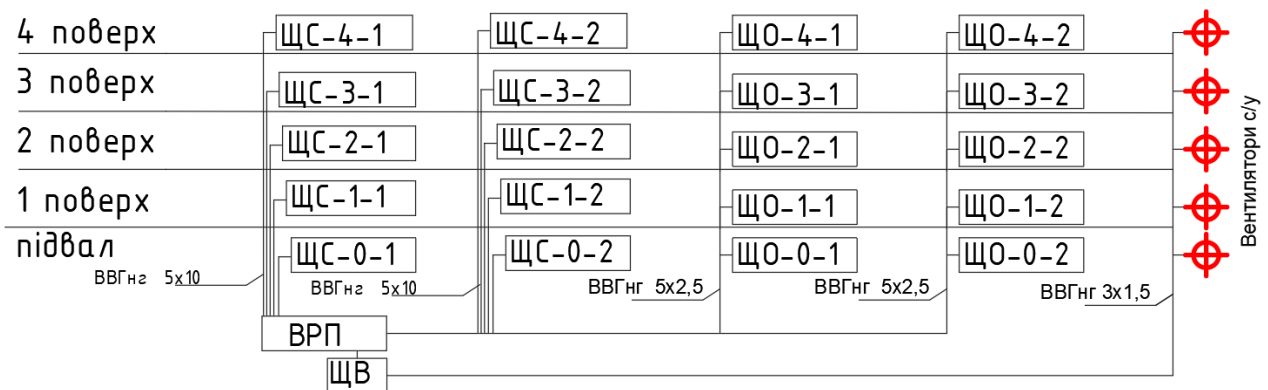 4 поверх ЩС-4-1 ЩС-4-2 ЩО-4-1 ЩО-4-2
3 поверх ЩС-3-1 ЩС-3-2 ЩО-3-1 ЩО-3-2
2 поверх ЩС-2-1 ЩС-2-2 ЩО-2-1 ЩО-2-2
1 поверх ЩС-1-1 ЩС-1-2 ЩО-1-1 ЩО-1-2
підвал ЩС-0-1 ЩС-0-2 ЩО-0-1 ЩО-0-2
Вентилятори с/у
ВВГнг 5х10 ВВГнг 5х10 ВВГнг 5х2,5 ВВГнг 5х2,5 ВВГнг 3х1,5
ВРП
ЩВ